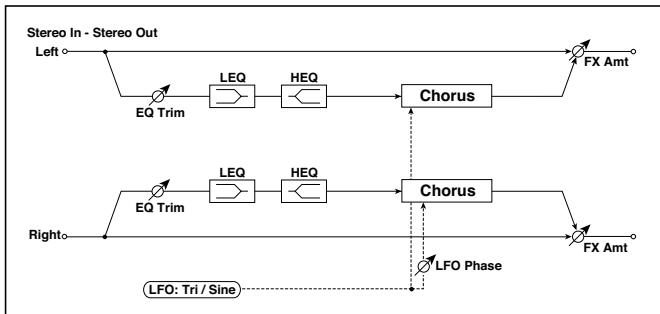 Stereo In - Stereo Out
Left
FX Amt
LEQ
HEQ
Chorus
EQ Trim
LEQ
HEQ
Chorus
EQ Trim
Right
FX Amt
LFO Phase
LFO: Tri / Sine